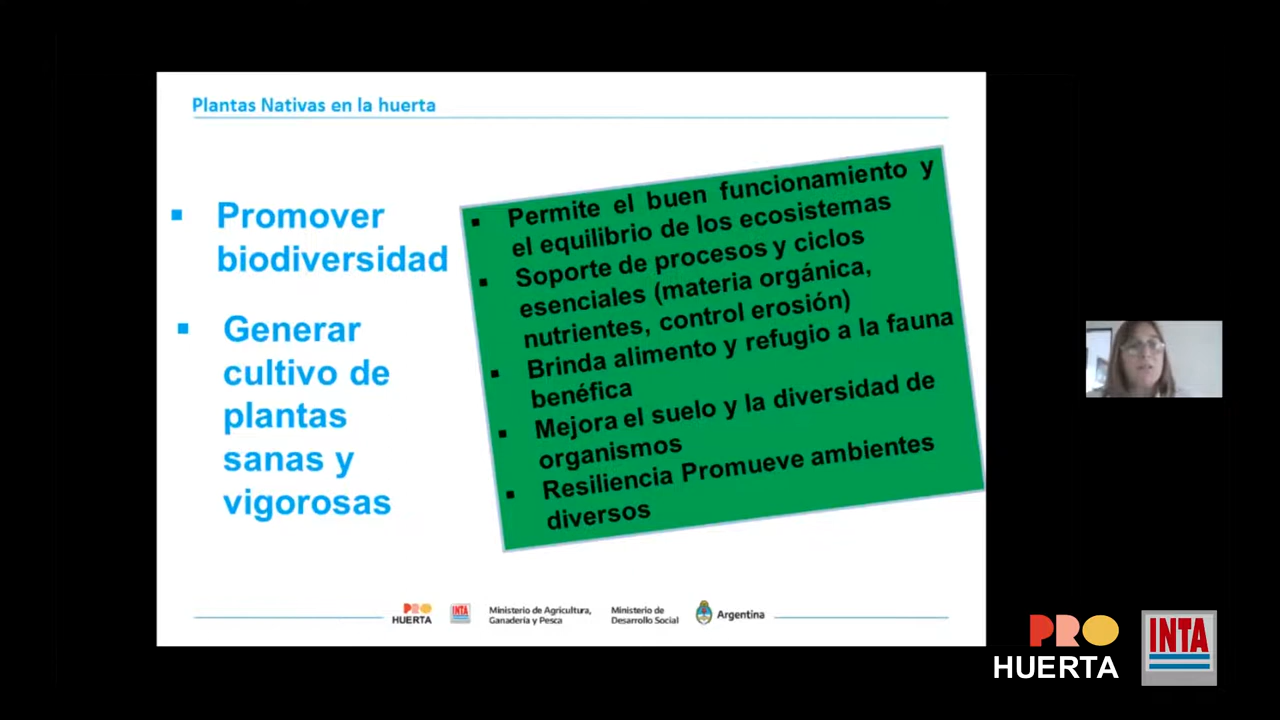 Plantas Nativas en la huerta
▪ Promover
biodiversidad
▪ Generar
cultivo de
plantas
sanas y
vigorosas
▪ Permite el buen funcionamiento y
el equilibrio de los ecosistemas
▪ Soporte de procesos y ciclos
esenciales (materia orgánica,
nutrientes, control erosión)
▪ Brinda alimento y refugio a la fauna
benéfica
▪ Mejora el suelo y la diversidad de
organismos
▪ Resiliencia Promueve ambientes
diversos
PRO
HUERTA
INTA
Ministerio de Agricultura,
Ganadería y Pesca
Ministerio de
Desarrollo Social
Argentina
PRO
HUERTA
INTA